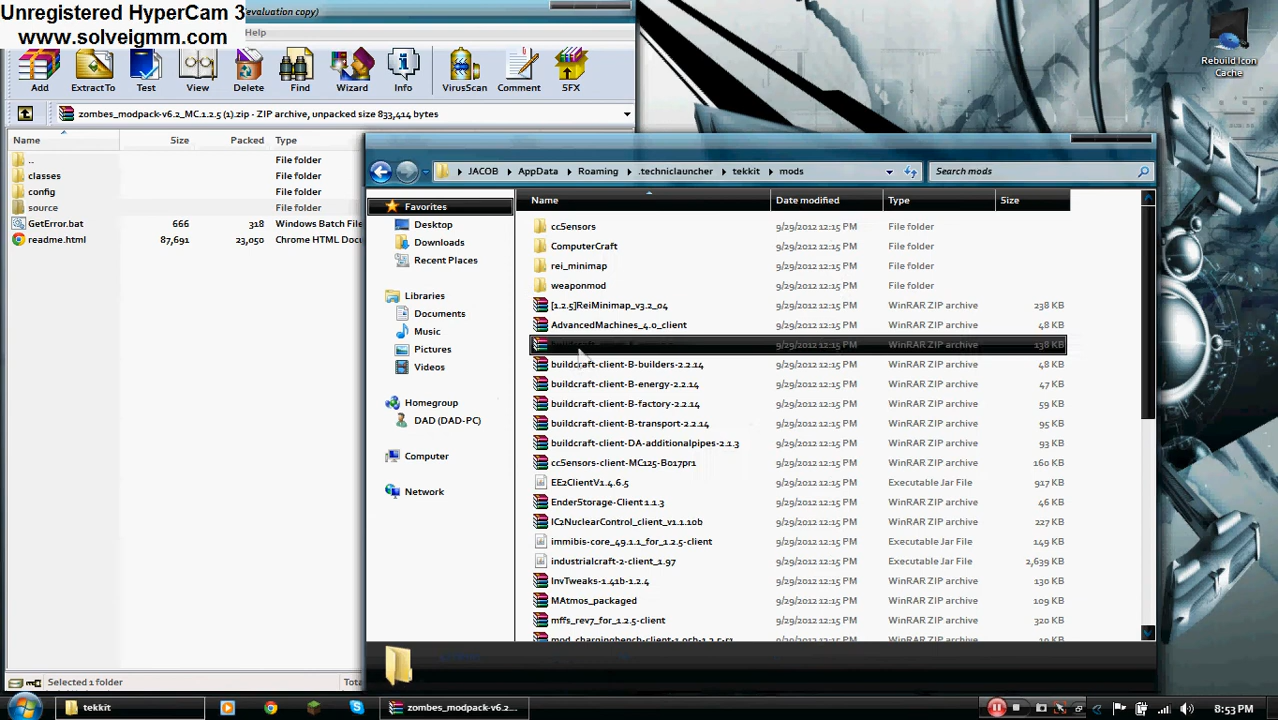 Unregistered HyperCam 3
www.solveigmm.com
evaluation copy)
Help
Add
ExtractTo
Test
View
Delete
Find
Wizard
Info
VirusScan
Comment
SFX
zombes_modpack-v6.2_MC.1.2.5 (1).zip - ZIP archive, unpacked size 833,414 bytes
Name Size Packed Type
.. File folder
classes File folder
config File folder
source File folder
GetError.bat 666 318 Windows Batch Fil
readme.html 87,691 23,050 Chrome HTML Docu
Selected 1 folder
Rebuild Icon
Cache
JACOB
AppData
Roaming
.techniclauncher
tekkit
mods
Search mods
Favorites
Desktop
Downloads
Recent Places
Libraries
Documents
Music
Pictures
Videos
Homegroup
DAD (DAD-PC)
Computer
Network
Name Date modified Type Size
ccSensors 9/29/2012 12:15 PM File folder
ComputerCraft 9/29/2012 12:15 PM File folder
rei_minimap 9/29/2012 12:15 PM File folder
weaponmod 9/29/2012 12:15 PM File folder
[1.2.5]ReiMinimap_v3.2_04 9/29/2012 12:15 PM WinRAR ZIP archive 238 KB
AdvancedMachines_4.0_client 9/29/2012 12:15 PM WinRAR ZIP archive 48 KB
9/29/2012 12:15 PM WinRAR ZIP archive 138 KB
buildcraft-client-B-builders-2.2.14 9/29/2012 12:15 PM WinRAR ZIP archive 71 KB
buildcraft-client-B-energy-2.2.14 9/29/2012 12:15 PM WinRAR ZIP archive 47 KB
buildcraft-client-B-factory-2.2.14 9/29/2012 12:15 PM WinRAR ZIP archive 59 KB
buildcraft-client-B-transport-2.2.14 9/29/2012 12:15 PM WinRAR ZIP archive 95 KB
buildcraft-client-DA-additionalpipes-2.1.3 9/29/2012 12:15 PM WinRAR ZIP archive 93 KB
ccSensors-client-MC125-B017pr1 9/29/2012 12:15 PM WinRAR ZIP archive 160 KB
EE2ClientV1.4.6.5 9/29/2012 12:15 PM Executable Jar File 917 KB
EnderStorage-Client 1.1.3 9/29/2012 12:15 PM WinRAR ZIP archive 46 KB
IC2NuclearControl_client_v1.1.10b 9/29/2012 12:15 PM WinRAR ZIP archive 227 KB
immibis-core_49.1.1_for_1.2.5-client 9/29/2012 12:15 PM Executable Jar File 149 KB
industrialcraft-2-client_1.97 9/29/2012 12:15 PM Executable Jar File 2,639 KB
InvTweaks-1.41b-1.2.4 9/29/2012 12:15 PM WinRAR ZIP archive 130 KB
MAtmos_packaged 9/29/2012 12:15 PM WinRAR ZIP archive 109 KB
mffs_rev7_for_1.2.5-client 9/29/2012 12:15 PM WinRAR ZIP archive 320 KB
9/29/2012 12:15 PM WinRAR ZIP archive
tekkit
zombes_modpack-v6.2...
8:53 PM